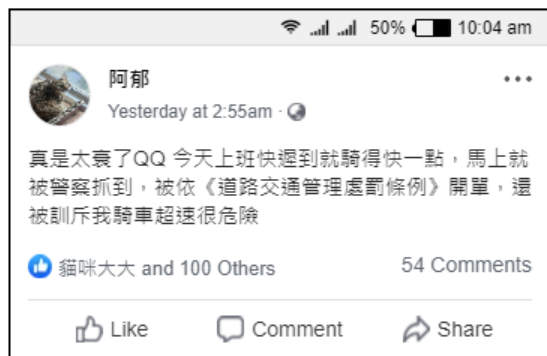 50% 10:04 am
阿郁
Yesterday at 2:55am ·
真是太衰了QQ 今天上班快遲到就騎得快一點，馬上就
被警察抓到，被依《道路交通管理處罰條例》開單，還
被訓斥我騎車超速很危險
貓咪大大 and 100 Others 54 Comments
Like Comment Share